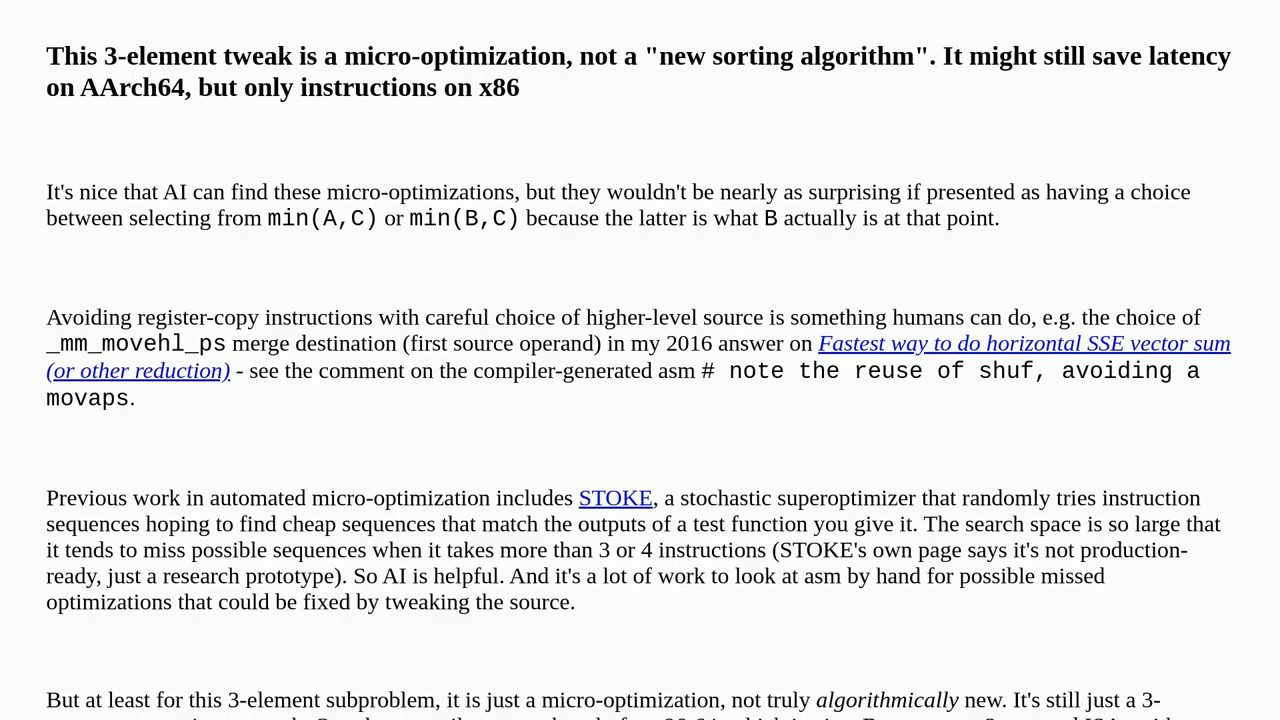 This 3-element tweak is a micro-optimization, not a "new sorting algorithm". It might still save latency
on AArch64, but only instructions on x86
It's nice that AI can find these micro-optimizations, but they wouldn't be nearly as surprising if presented as having a choice
between selecting from min(A,C) or min(B,C) because the latter is what B actually is at that point.
Avoiding register-copy instructions with careful choice of higher-level source is something humans can do, e.g. the choice of
_mm_movehl_ps merge destination (first source operand) in my 2016 answer on Fastest way to do horizontal SSE vector sum
(or other reduction) - see the comment on the compiler-generated asm # note the reuse of shuf, avoiding a
movaps.
Previous work in automated micro-optimization includes STOKE, a stochastic superoptimizer that randomly tries instruction
sequences hoping to find cheap sequences that match the outputs of a test function you give it. The search space is so large that
it tends to miss possible sequences when it takes more than 3 or 4 instructions (STOKE's own page says it's not production-
ready, just a research prototype). So AI is helpful. And it's a lot of work to look at asm by hand for possible missed
optimizations that could be fixed by tweaking the source.
But at least for this 3-element subproblem, it is just a micro-optimization, not truly algorithmically new. It's still just a 3-